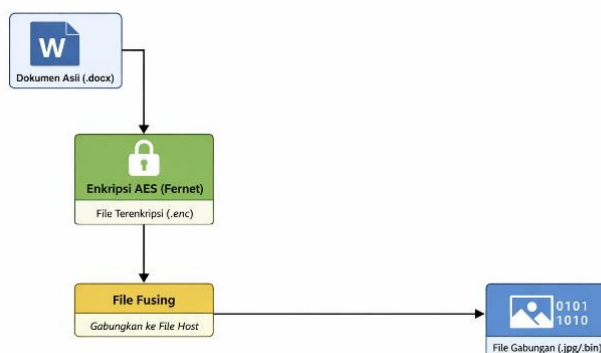 W
Dokumen Asii (.docx)
Enkripsi AES (Fernet)
File Terenkripsi (.enc)
File Fusing
Gabungkan ke File Host
0101
1010
File Gabungan (.jpg/.bin)